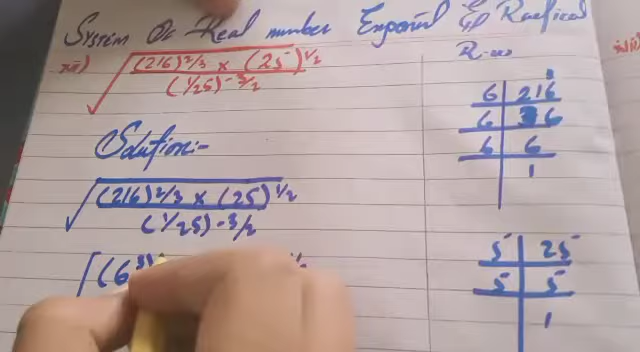 System Of Real number Exponent & Radical
R-W
xii) √(216)^2/3 × (25)^1/2
(1/25)^-3/2
Solution:-
√(216)^2/3 × (25)^1/2
(1/25)^-3/2
√(6^3)
6 | 216
6 | 36
6 | 6
1
5 | 25
5 | 5
1